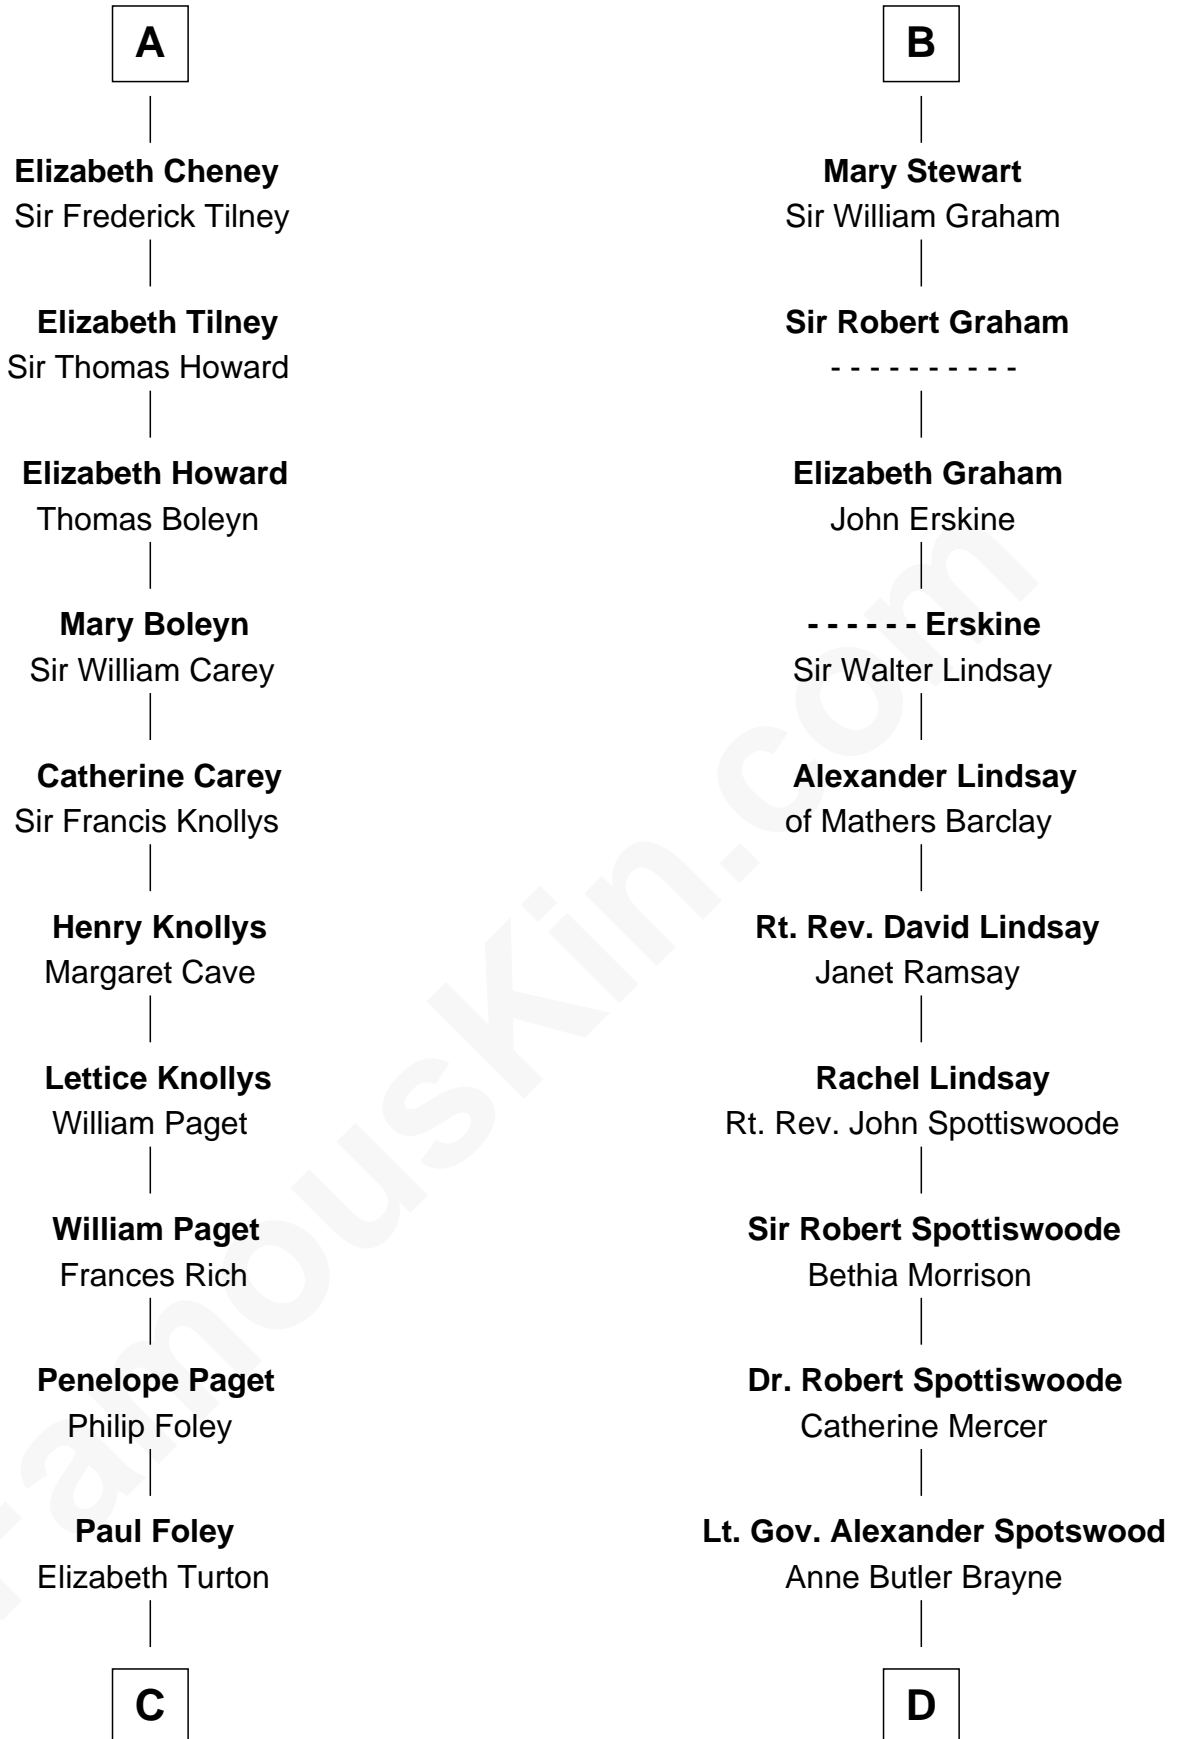 A
Elizabeth Cheney
Sir Frederick Tilney
Elizabeth Tilney
Sir Thomas Howard
Elizabeth Howard
Thomas Boleyn
Mary Boleyn
Sir William Carey
Catherine Carey
Sir Francis Knollys
Henry Knollys
Margaret Cave
Lettice Knollys
William Paget
William Paget
Frances Rich
Penelope Paget
Philip Foley
Paul Foley
Elizabeth Turton
C
B
Mary Stewart
Sir William Graham
Sir Robert Graham
- - - - - - - - - -
Elizabeth Graham
John Erskine
- - - - - - Erskine
Sir Walter Lindsay
Alexander Lindsay
of Mathers Barclay
Rt. Rev. David Lindsay
Janet Ramsay
Rachel Lindsay
Rt. Rev. John Spottiswoode
Sir Robert Spottiswoode
Bethia Morrison
Dr. Robert Spottiswoode
Catherine Mercer
Lt. Gov. Alexander Spotswood
Anne Butler Brayne
D
FamousKin.com